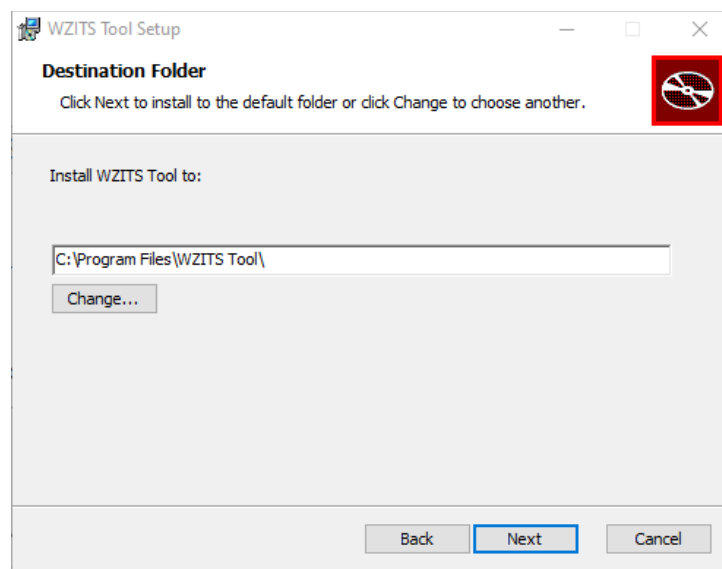 WZITS Tool Setup
Destination Folder
Click Next to install to the default folder or click Change to choose another.
Install WZITS Tool to:
C:\Program Files\WZITS Tool\
Change...
Back Next Cancel